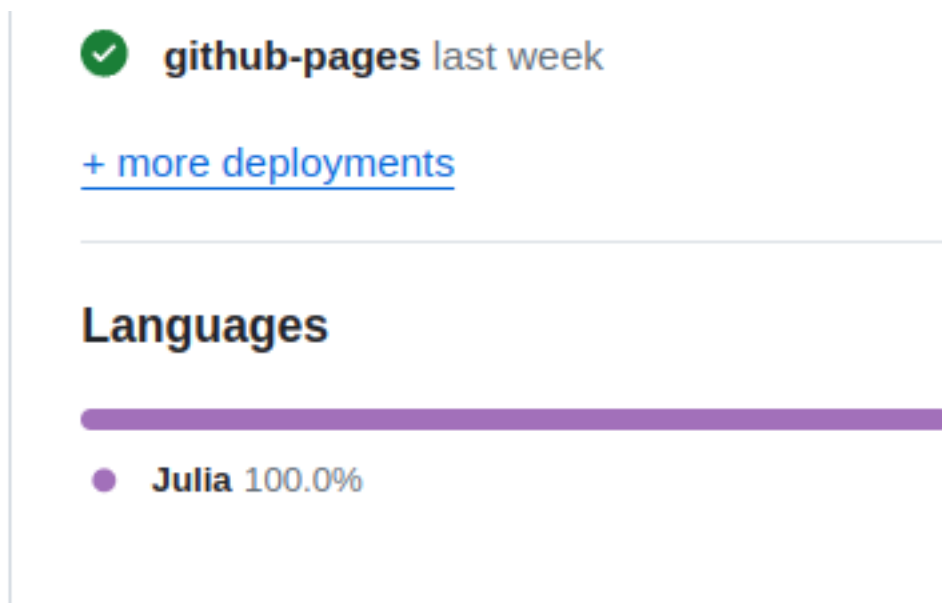 github-pages last week
+ more deployments
Languages
Julia 100.0%